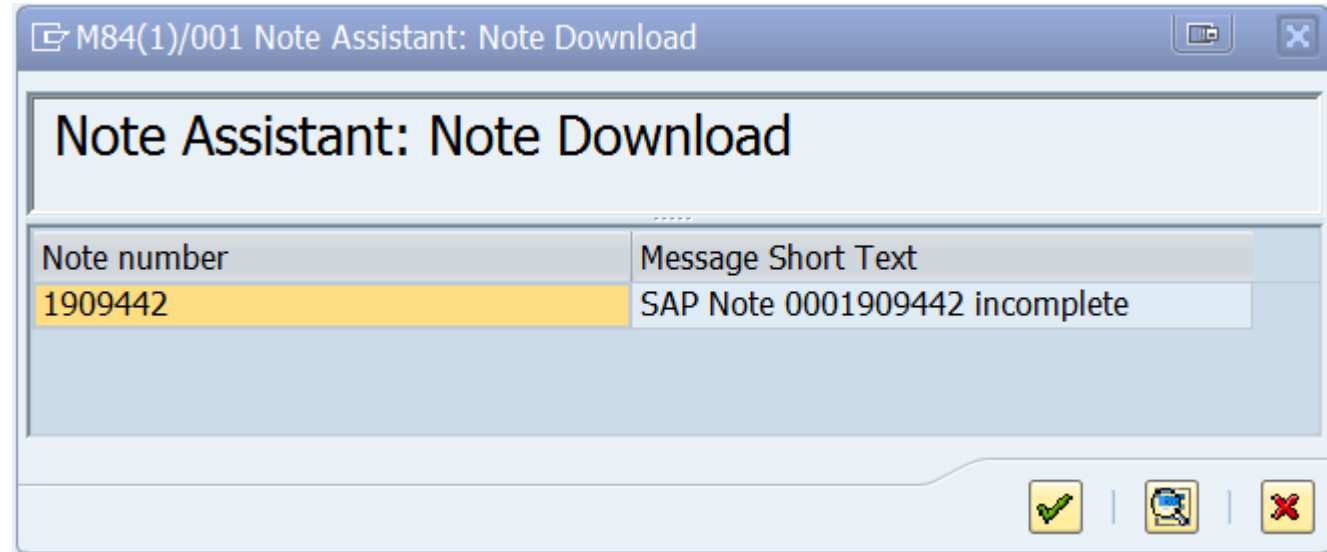 M84(1)/001 Note Assistant: Note Download
Note Assistant: Note Download
Note number Message Short Text
1909442 SAP Note 0001909442 incomplete